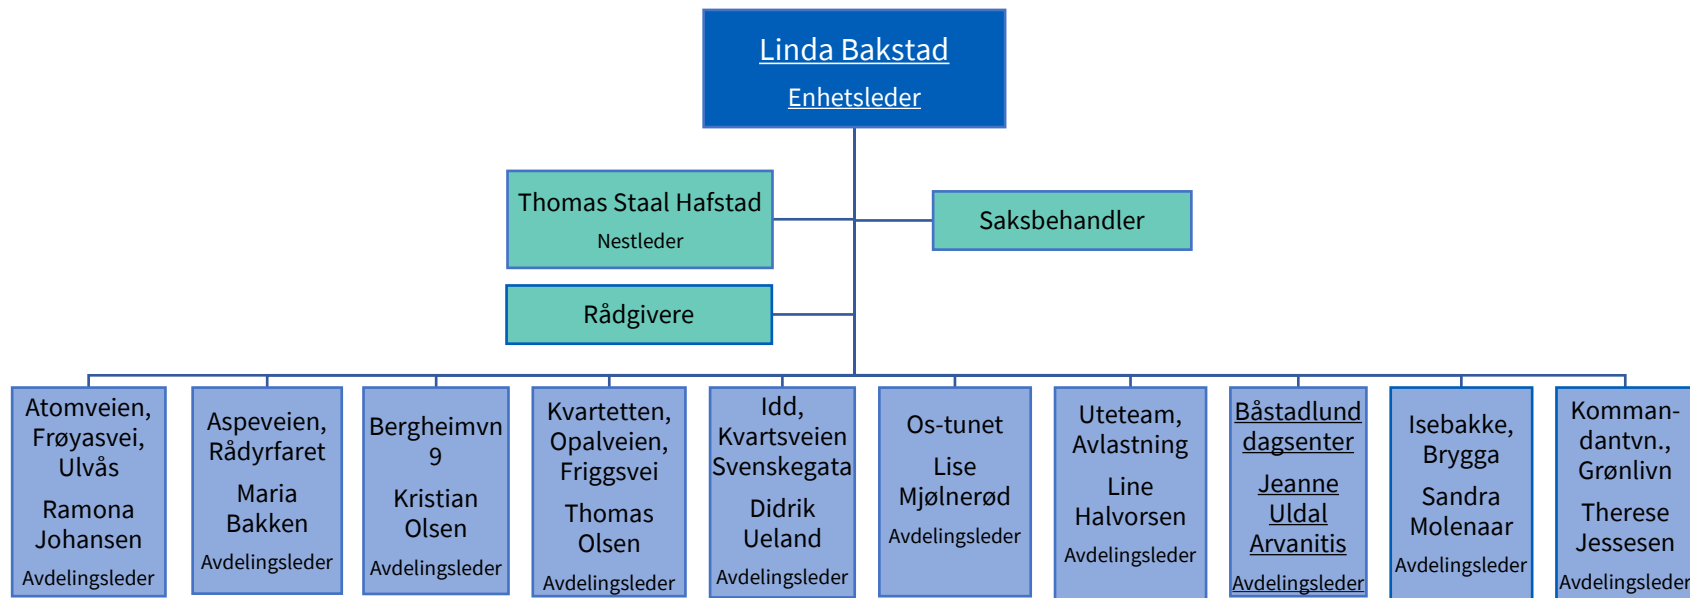 Linda Bakstad
Enhetsleder
Thomas Staal Hafstad
Nestleder
Saksbehandler
Rådgivere
Atomveien,
Frøyasvei,
Ulvås
Ramona
Johansen
Avdelingsleder
Aspeveien,
Rådyrfaret
Maria
Bakken
Avdelingsleder
Bergheimvn
9
Kristian
Olsen
Avdelingsleder
Kvartetten,
Opalveien,
Friggsvei
Thomas
Olsen
Avdelingsleder
Idd,
Kvartsveien
Svenskegata
Didrik
Ueland
Avdelingsleder
Os-tunet
Lise
Mjølnerød
Avdelingsleder
Uteteam,
Avlastning
Line
Halvorsen
Avdelingsleder
Båstadlund
dagsenter
Jeanne
Uldal
Arvanitis
Avdelingsleder
Isebakke,
Brygga
Sandra
Molenaar
Avdelingsleder
Komman-
dantvn.,
Grønlivn
Therese
Jessesen
Avdelingsleder